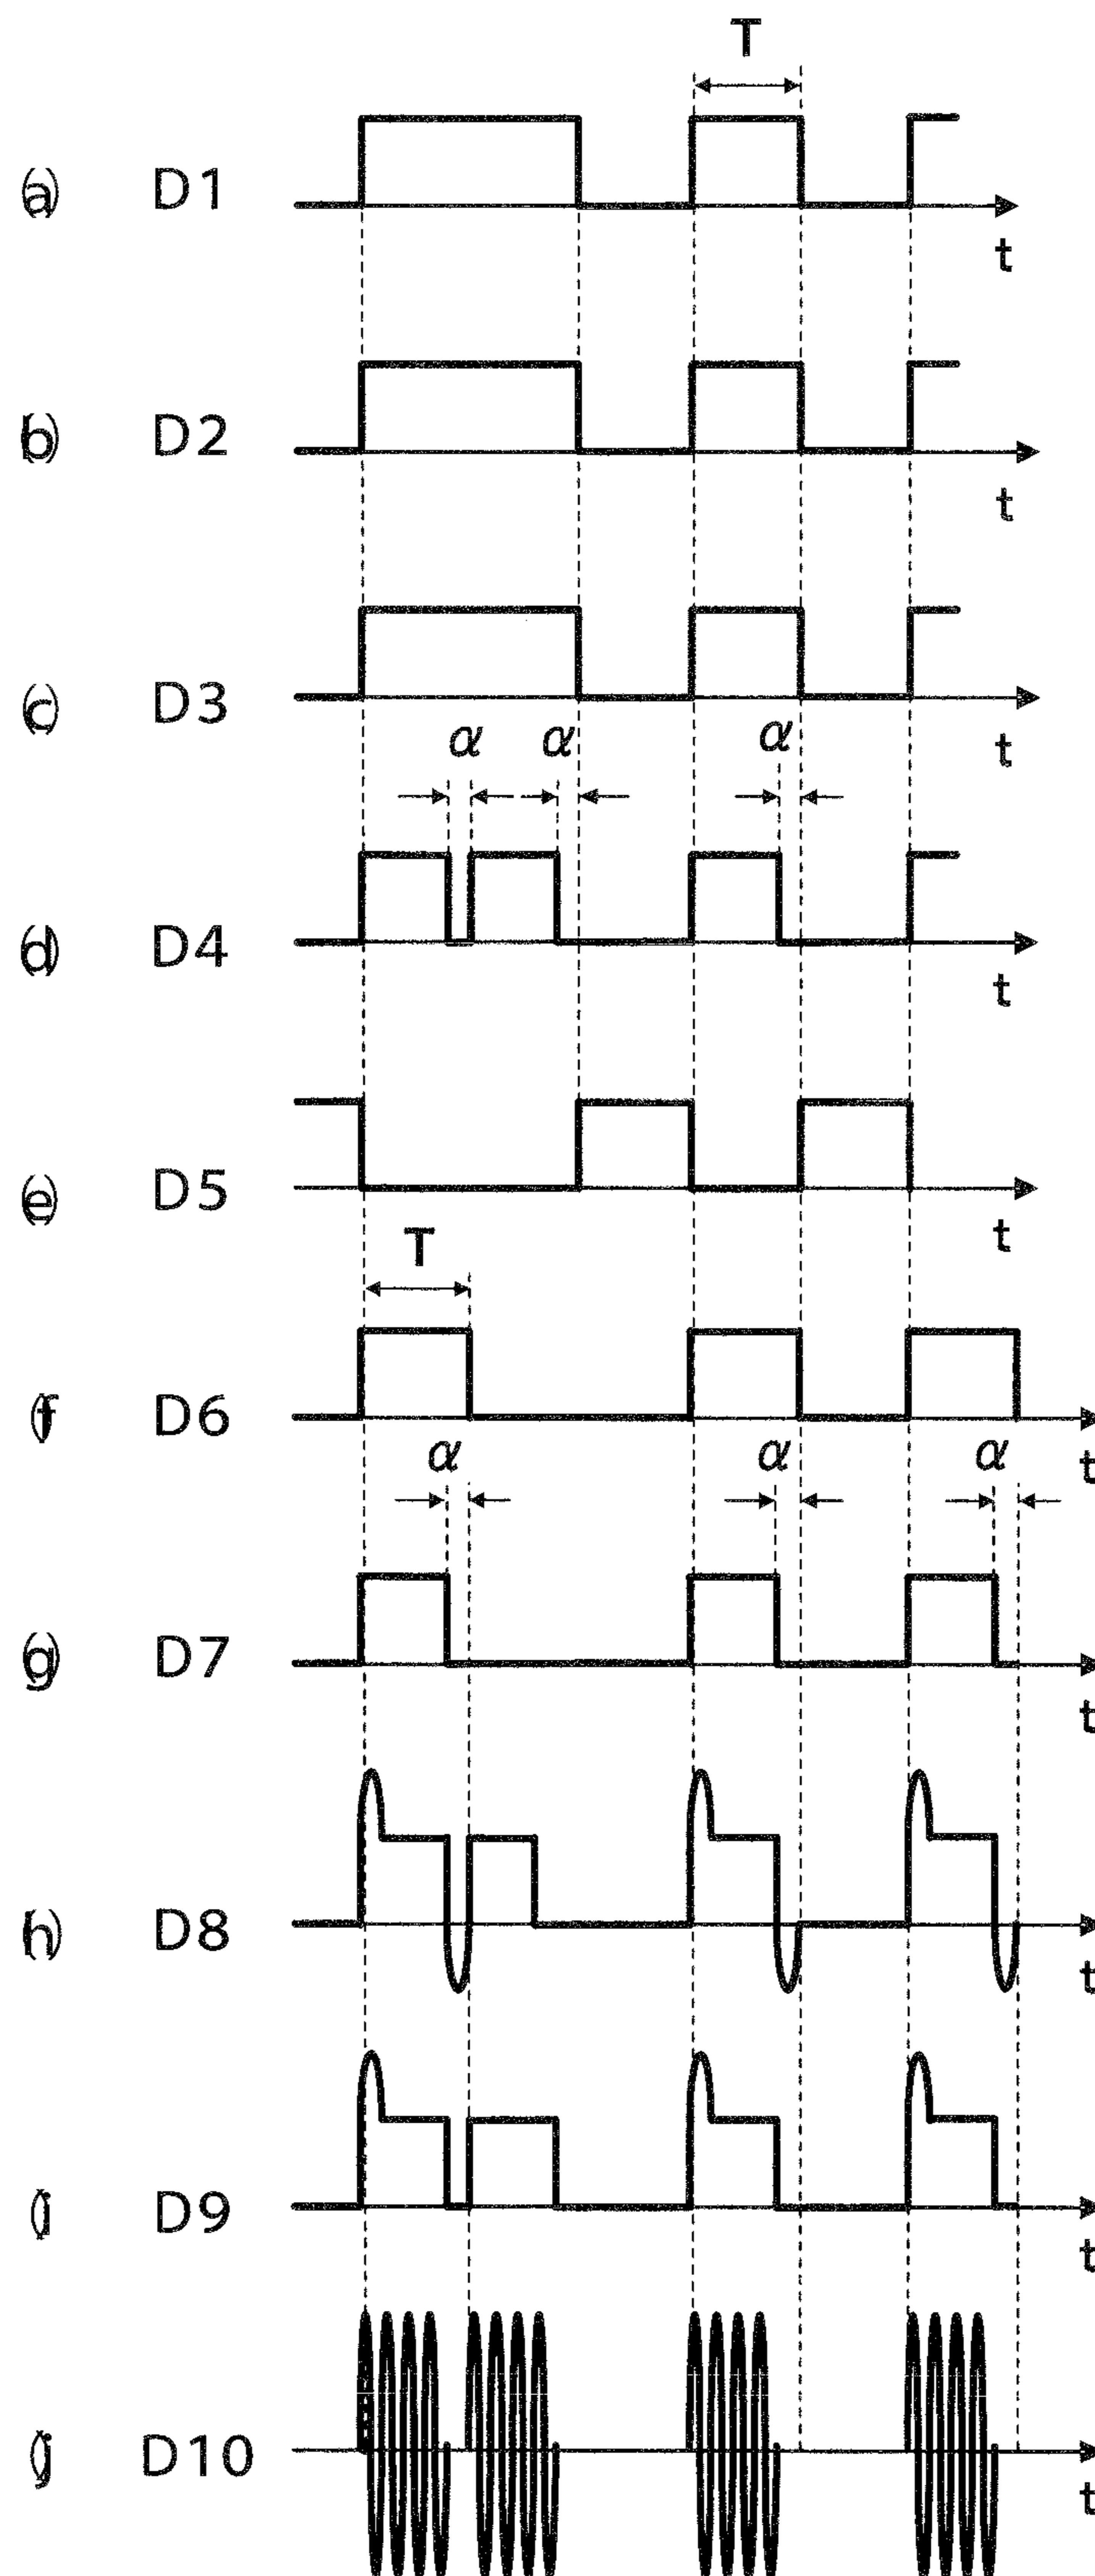 T
(a) D1
t
(b) D2
t
(c) D3
t
α α α
(d) D4
t
(e) D5
t
T
(f D6
t
α α α
(g) D7
t
(h) D8
t
(i D9
t
(j D10
t